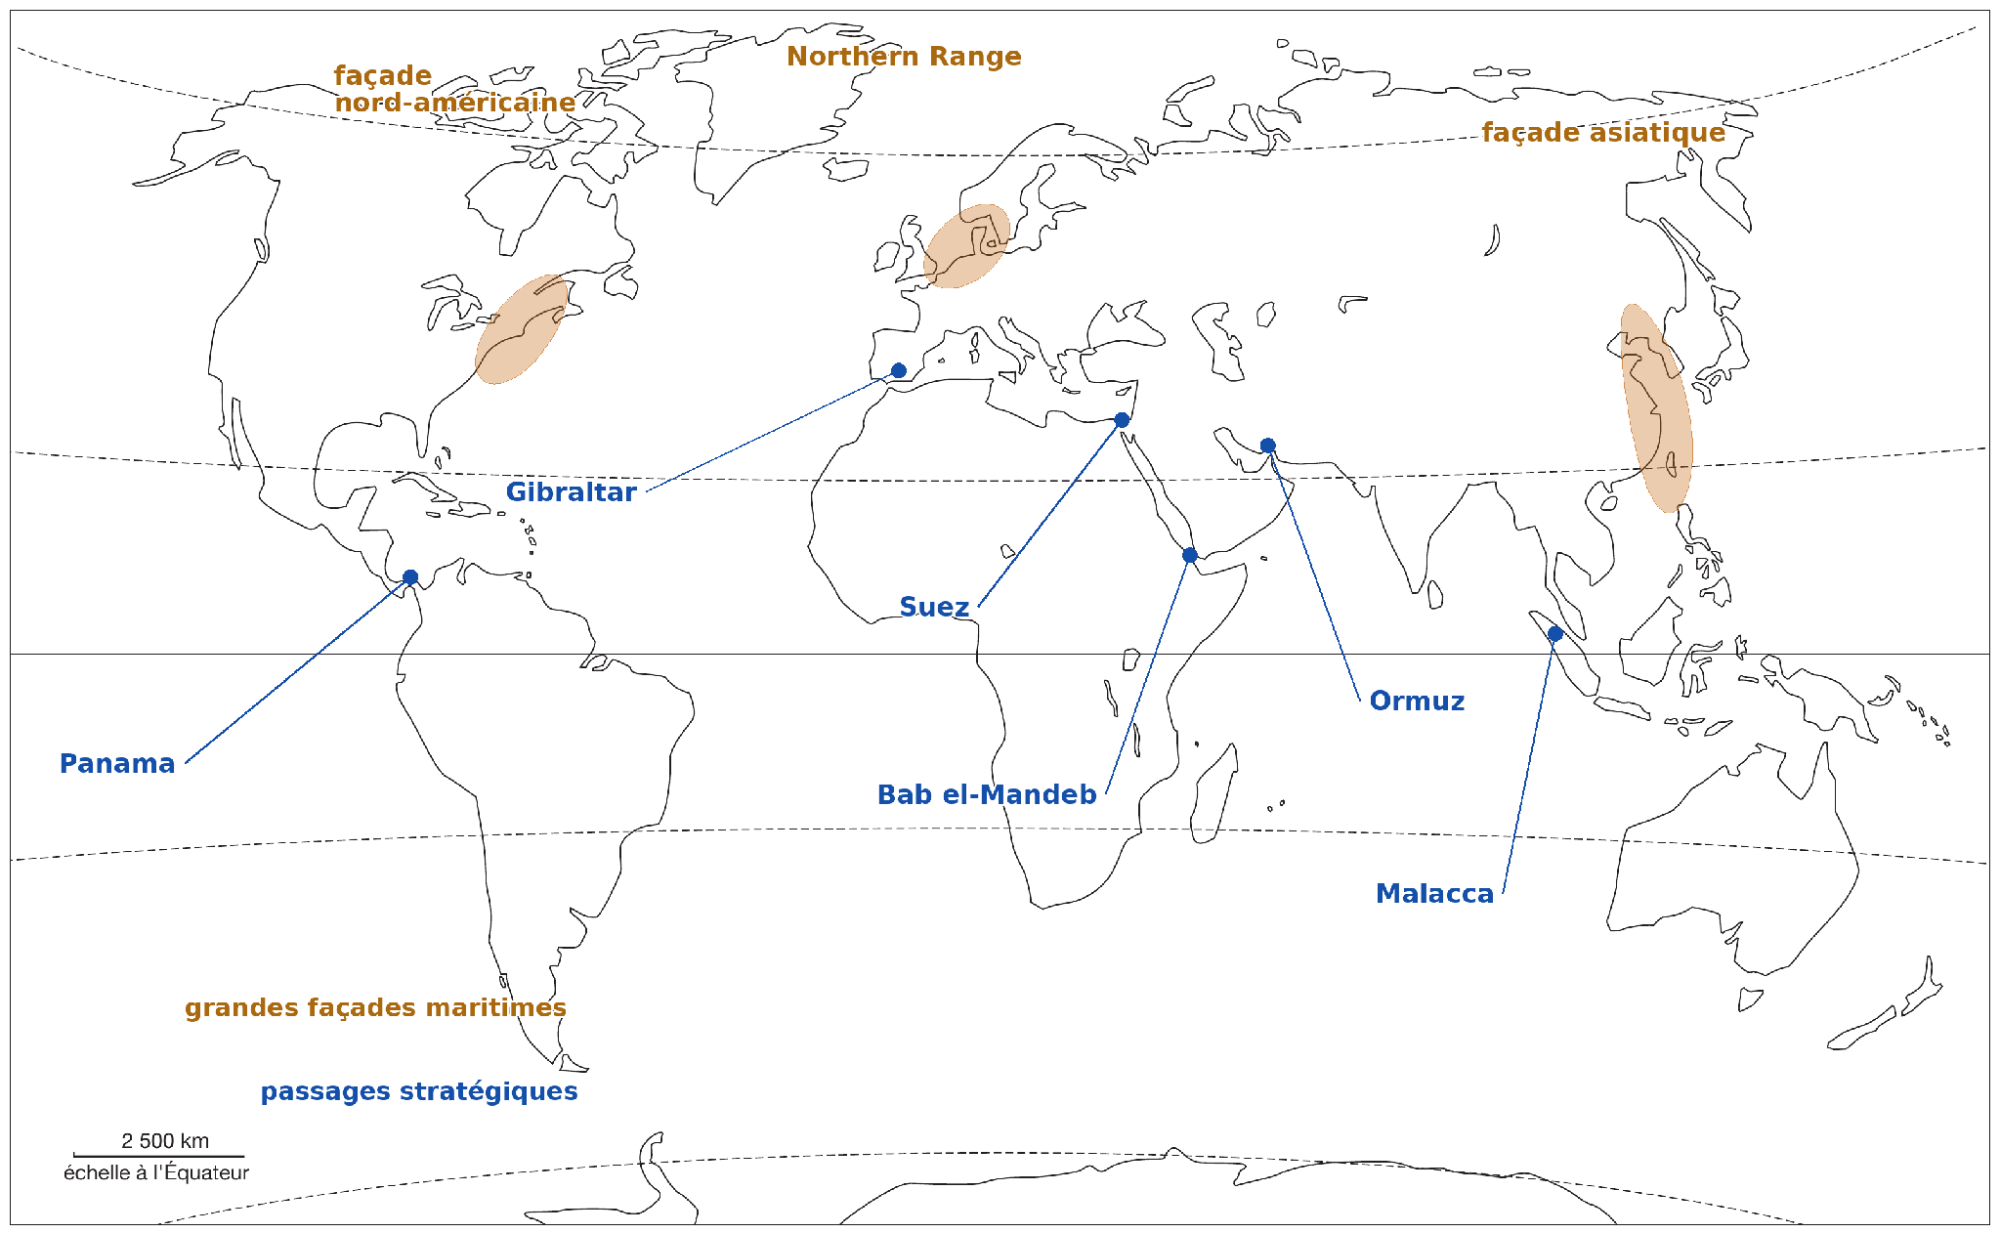 Northern Range
façade
nord-américaine
façade asiatique
Gibraltar
Suez
Ormuz
Panama
Bab el-Mandeb
Malacca
grandes façades maritimes
passages stratégiques
2 500 km
échelle à l'Équateur